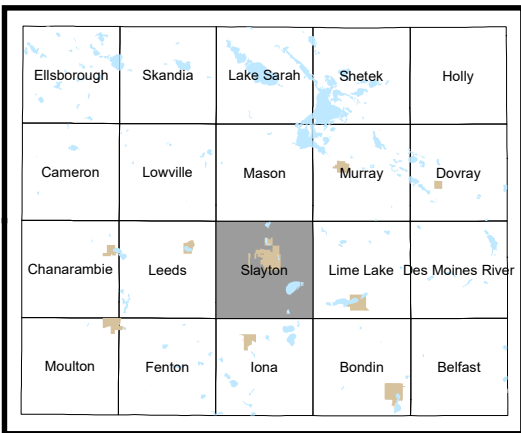 Ellsborough Skandia Lake Sarah Shetek Holly
Cameron Lowville Mason Murray Dovray
Chanarambie Leeds Slayton Lime Lake Des Moines River
Moulton Fenton Iona Bondin Belfast